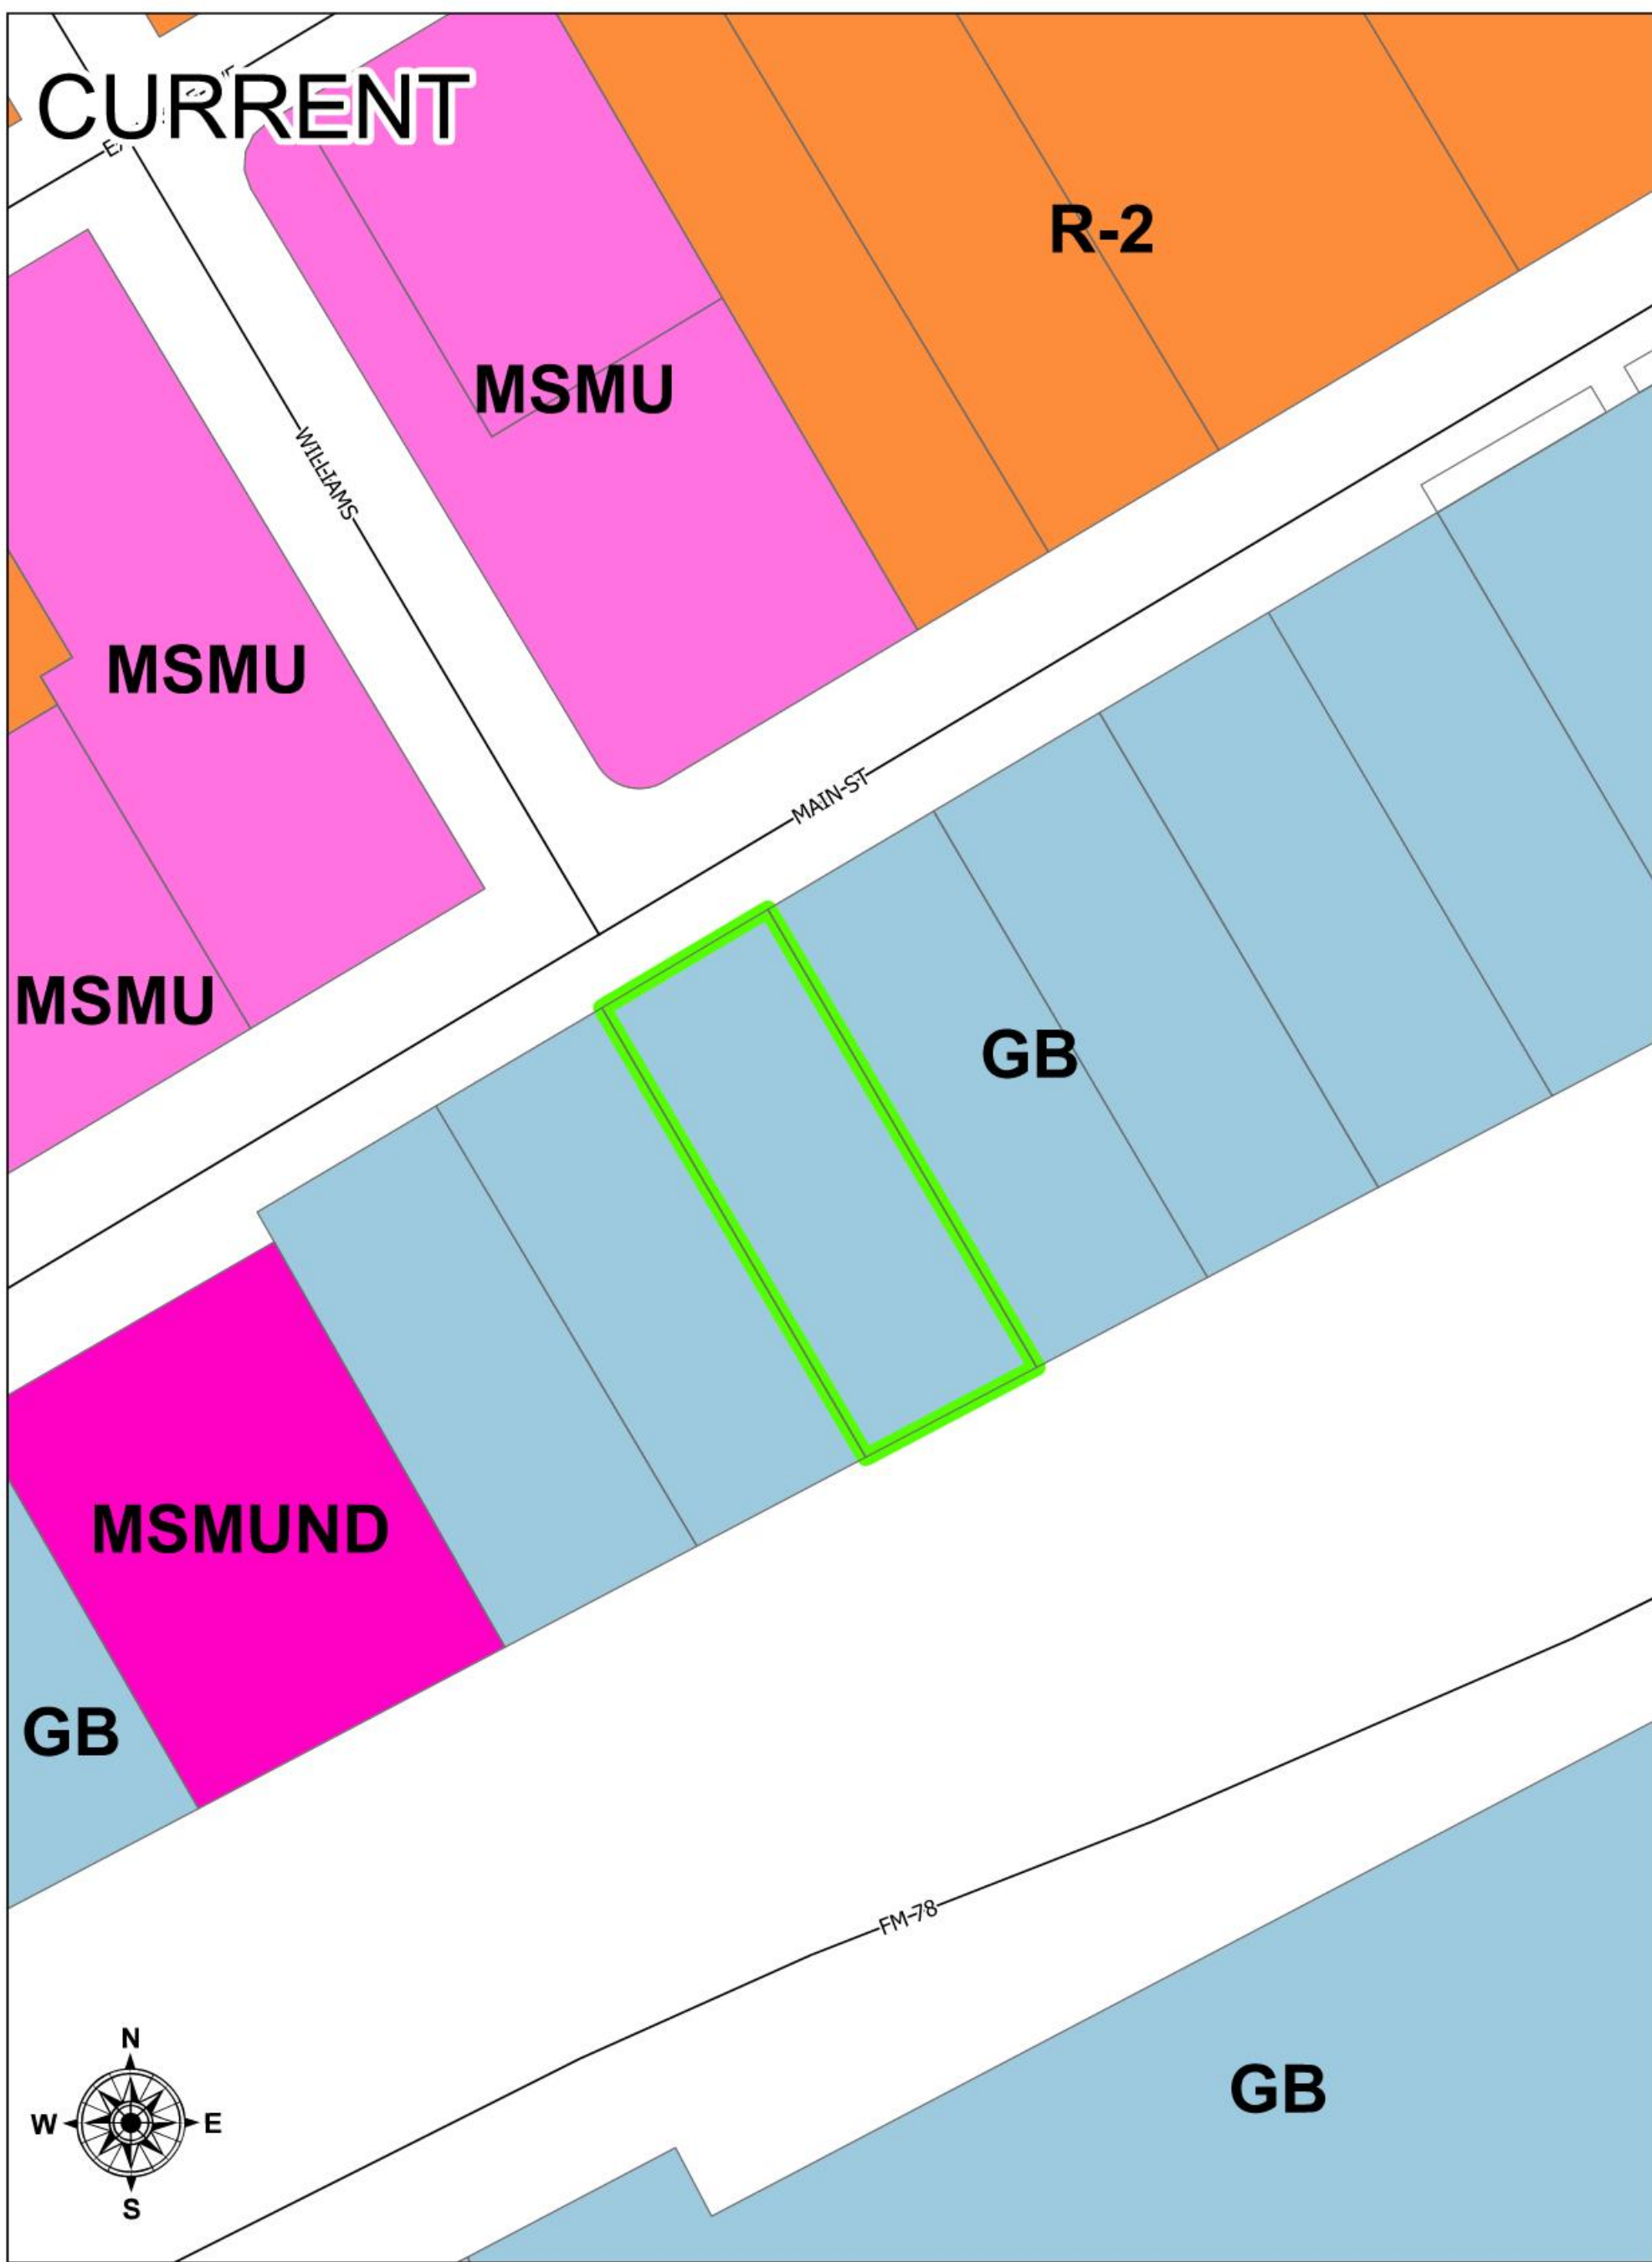 CURRENT
R-2
MSMU
WILLIAMS
MSMU
MAIN-ST
MSMU
GB
MSMUND
GB
FM-78
N
W E
S
GB